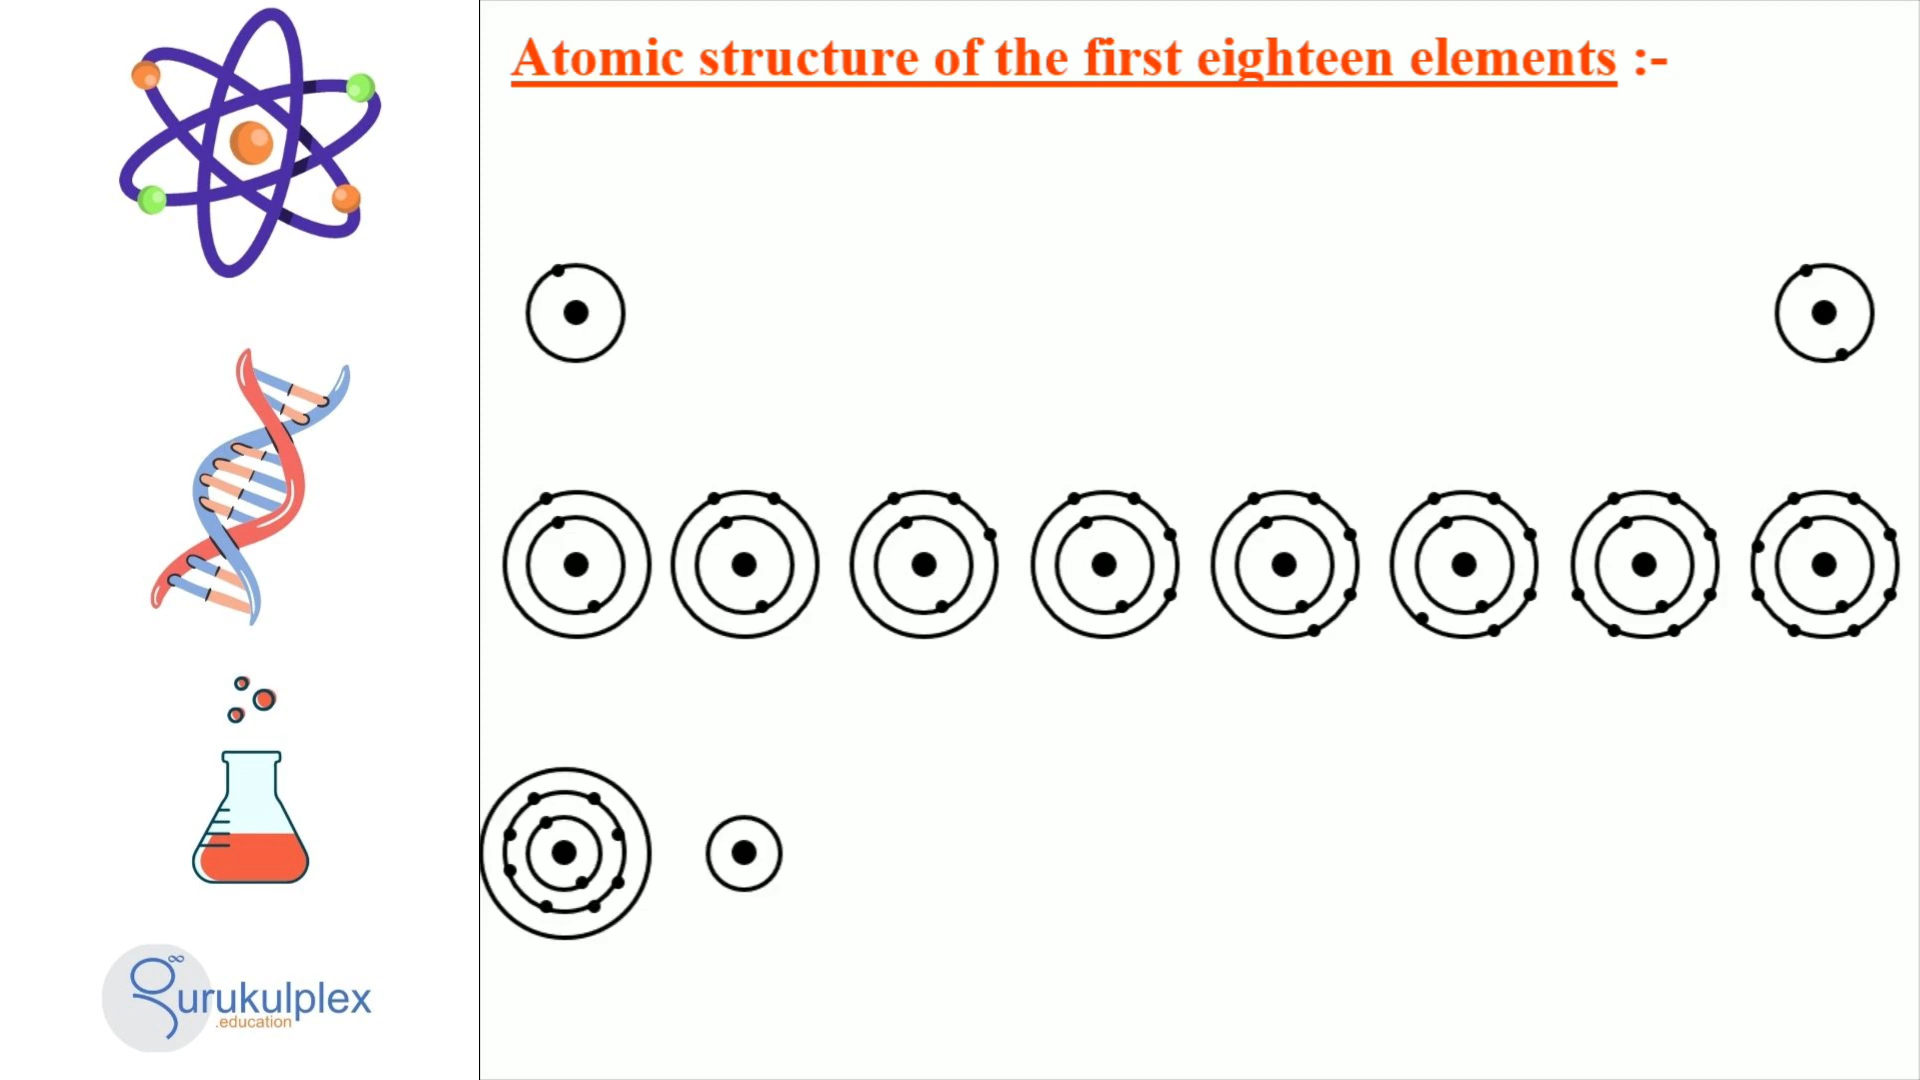 Atomic structure of the first eighteen elements :-
gurukulplex
.education